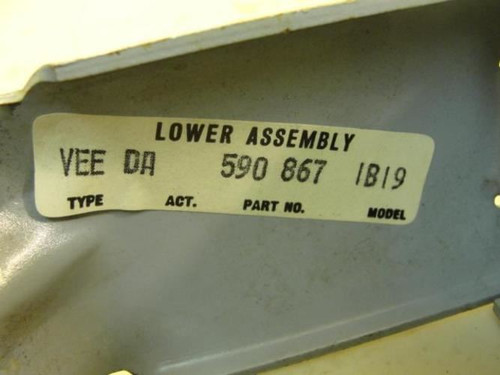 LOWER ASSEMBLY
VEE DA 590 867 1B19
TYPE ACT. PART NO. MODEL